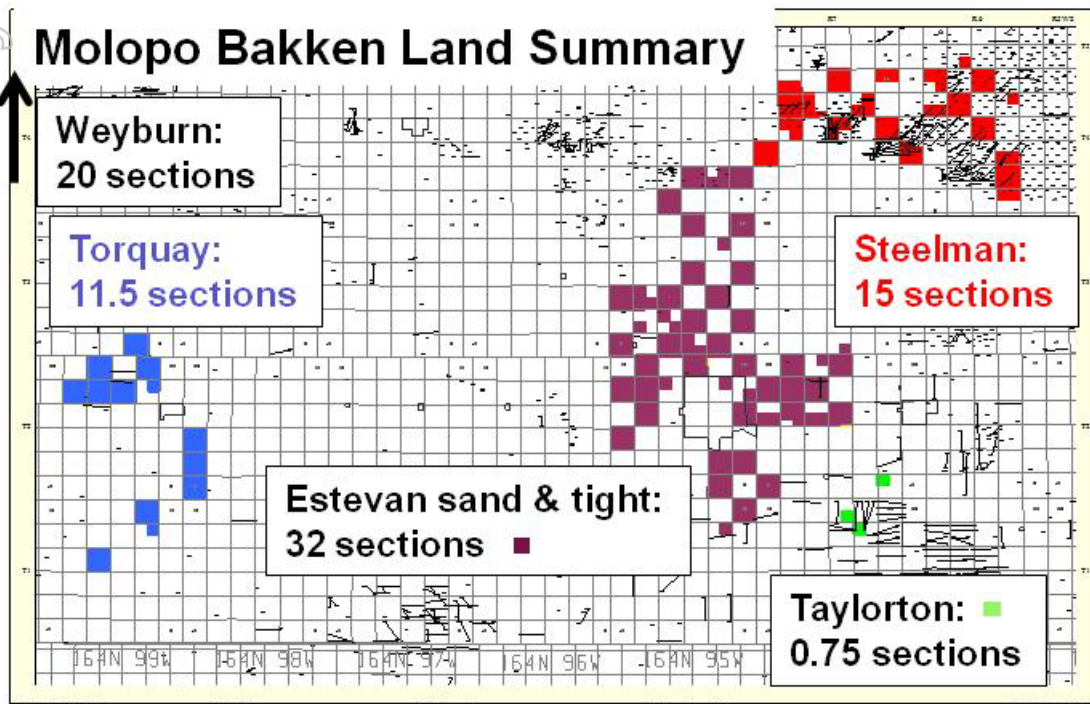 Molopo Bakken Land Summary
Weyburn:
20 sections
Torquay:
11.5 sections
Steelman:
15 sections
Estevan sand & tight:
32 sections
Taylorton:
0.75 sections
164N 99W 164N 98W 164N 97W 164N 96W 164N 95W